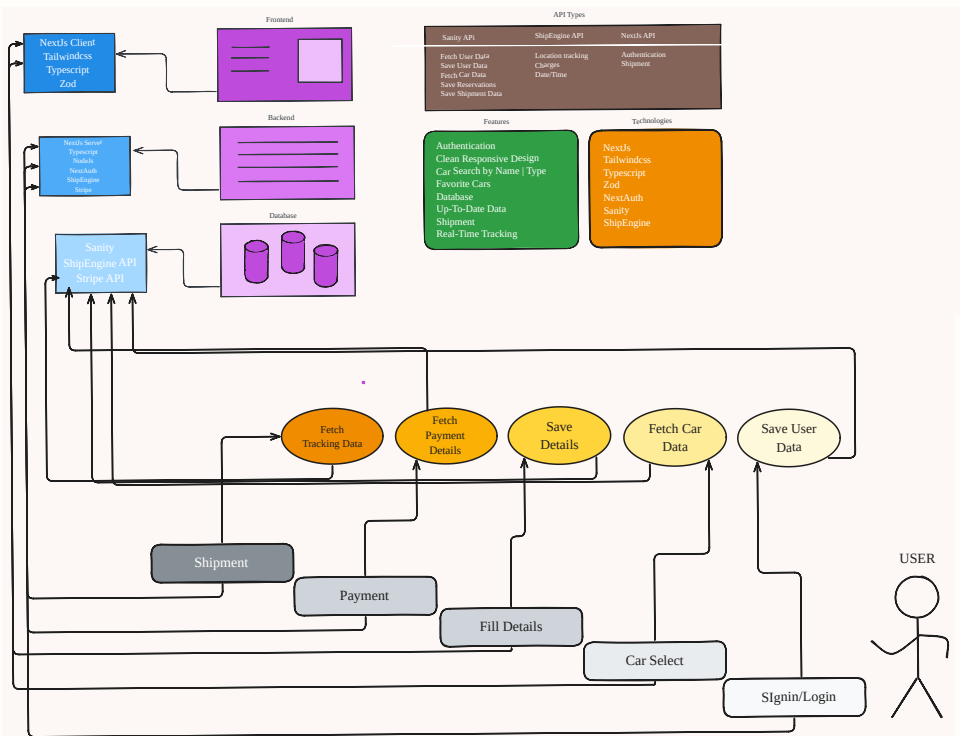 Frontend
NextJs Client
Tailwindcss
Typescript
Zod
Backend
NextJs Server
Typescript
NodeJs
NextAuth
ShipEngine
Stripe
Database
Sanity
ShipEngine API
Stripe API
API Types
Sanity APi
ShipEngine API
NextJs API
Fetch User Data
Save User Data
Fetch Car Data
Save Reservations
Save Shipment Data
Location tracking
Charges
Date/Time
Authentication
Shipment
Features
Authentication
Clean Responsive Design
Car Search by Name | Type
Favorite Cars
Database
Up-To-Date Data
Shipment
Real-Time Tracking
Technologies
NextJs
Tailwindcss
Typescript
Zod
NextAuth
Sanity
ShipEngine
Fetch
Tracking Data
Fetch
Payment
Details
Save
Details
Fetch Car
Data
Save User
Data
Shipment
Payment
Fill Details
Car Select
SIgnin/Login
USER